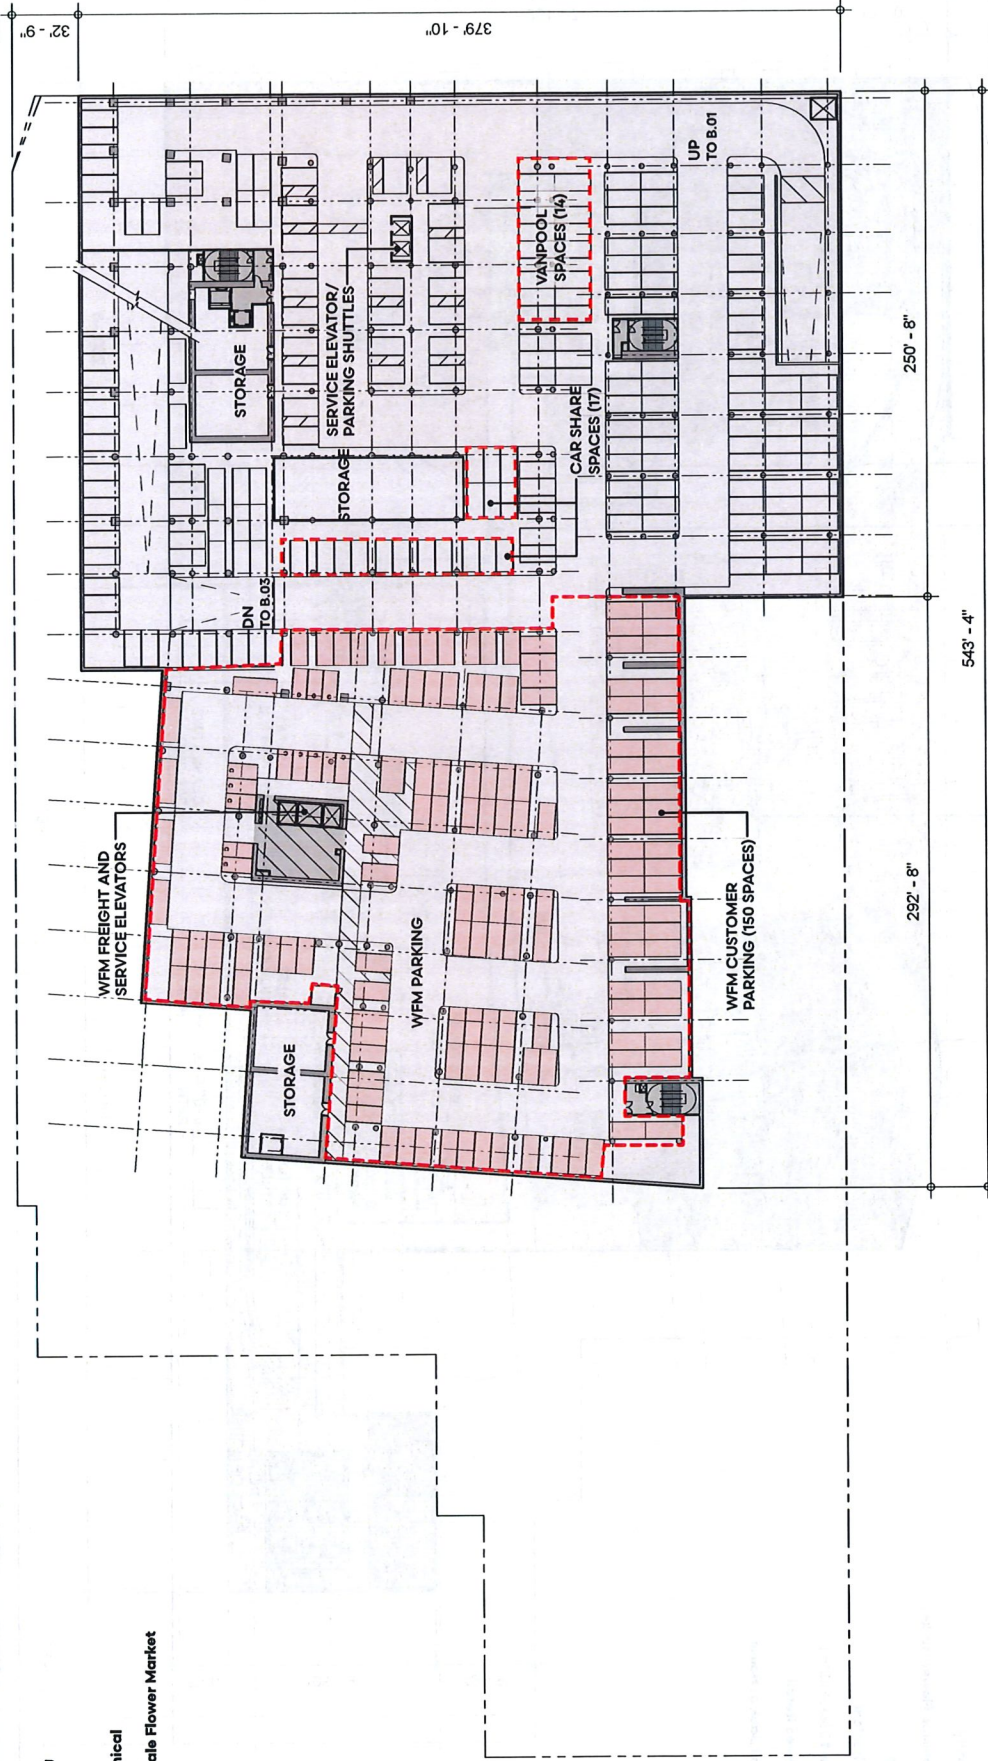 32' - 9"
379' - 10"
UP
TO B.01
VANPOOL
SPACES (14)
SERVICE ELEVATOR/
PARKING SHUTTLES
STORAGE
STORAGE
CAR SHARE
SPACES (17)
250' - 8"
DN
TO B.03
543' - 4"
WFM FREIGHT AND
SERVICE ELEVATORS
WFM PARKING
WFM CUSTOMER
PARKING (150 SPACES)
292' - 8"
STORAGE
ale Flower Market